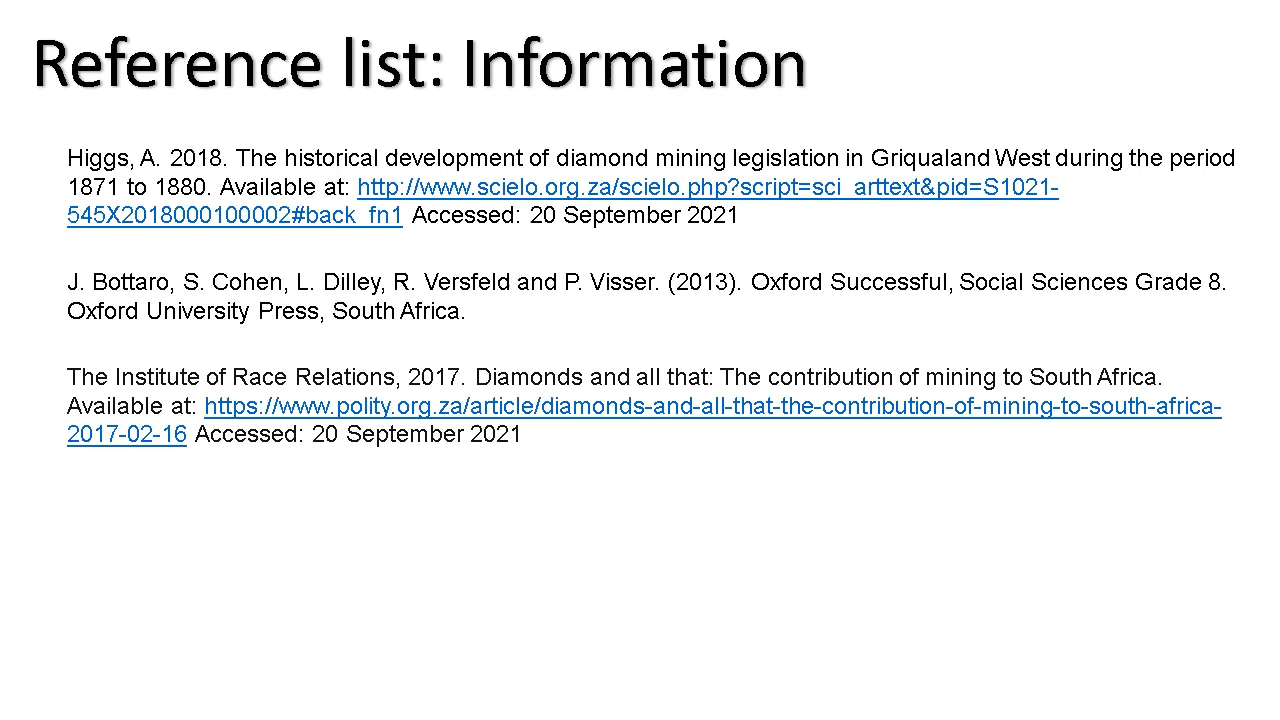 Reference list: Information
Higgs, A. 2018. The historical development of diamond mining legislation in Griqualand West during the period
1871 to 1880. Available at: http://www.scielo.org.za/scielo.php?script=sci_arttext&pid=S1021-
545X2018000100002#back_fn1 Accessed: 20 September 2021
J. Bottaro, S. Cohen, L. Dilley, R. Versfeld and P. Visser. (2013). Oxford Successful, Social Sciences Grade 8.
Oxford University Press, South Africa.
The Institute of Race Relations, 2017. Diamonds and all that: The contribution of mining to South Africa.
Available at: https://www.polity.org.za/article/diamonds-and-all-that-the-contribution-of-mining-to-south-africa-
2017-02-16 Accessed: 20 September 2021